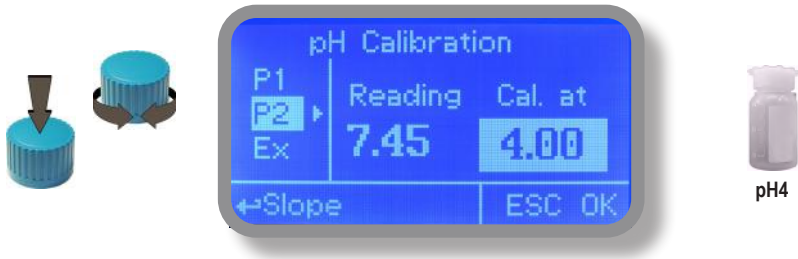 pH Calibration
P1
P2
Ex
Reading
7.45
Cal. at
4.00
↵Slope
ESC OK
pH4